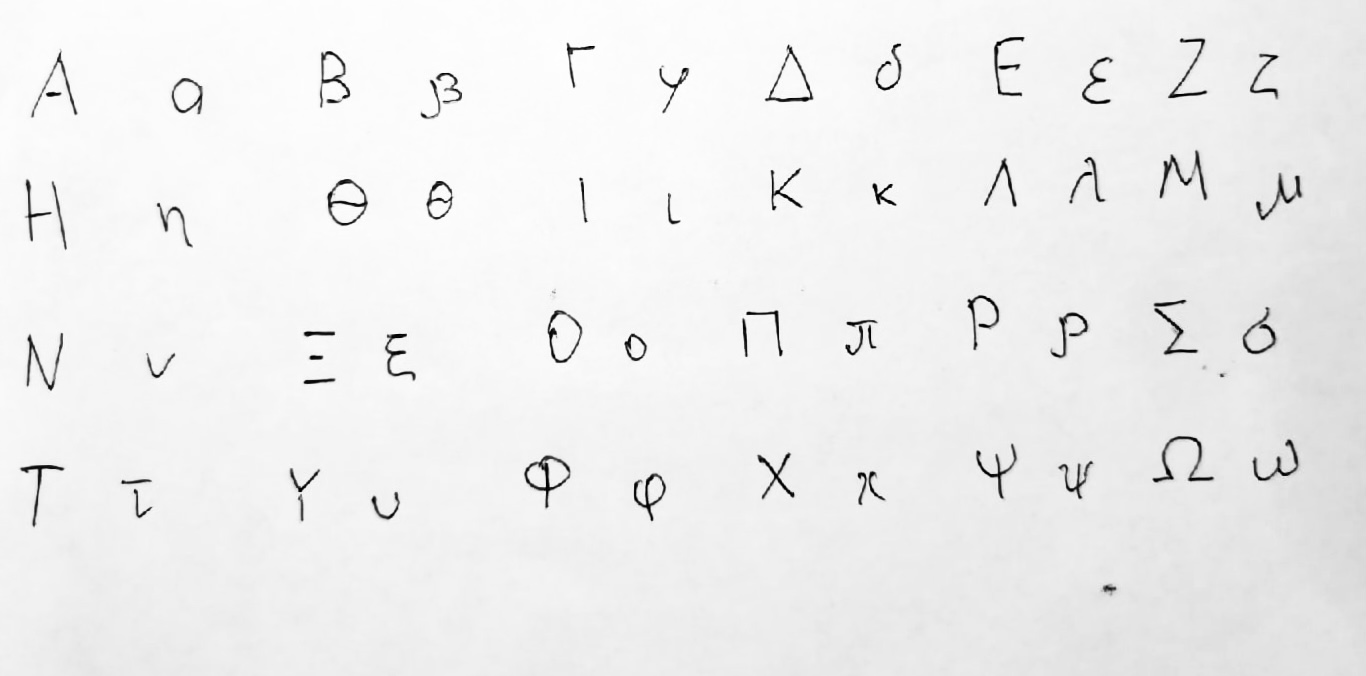 Α α Β β Γ γ Δ δ Ε ε Ζ ζ
Η η Θ θ Ι ι Κ κ Λ λ Μ μ
Ν ν Ξ ξ Ο ο Π π Ρ ρ Σ σ
Τ τ Υ υ Φ φ Χ χ Ψ ψ Ω ω